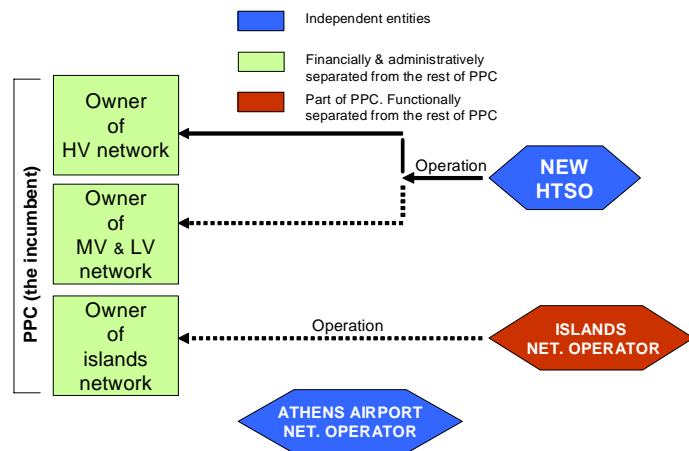 Independent entities
Financially & administratively
separated from the rest of PPC
Part of PPC. Functionally
separated from the rest of PPC
PPC (the incumbent)
Owner
of
HV network
Operation
NEW
HTSO
Owner
of
MV & LV
network
Owner
of
islands
network
Operation
ISLANDS
NET. OPERATOR
ATHENS AIRPORT
NET. OPERATOR